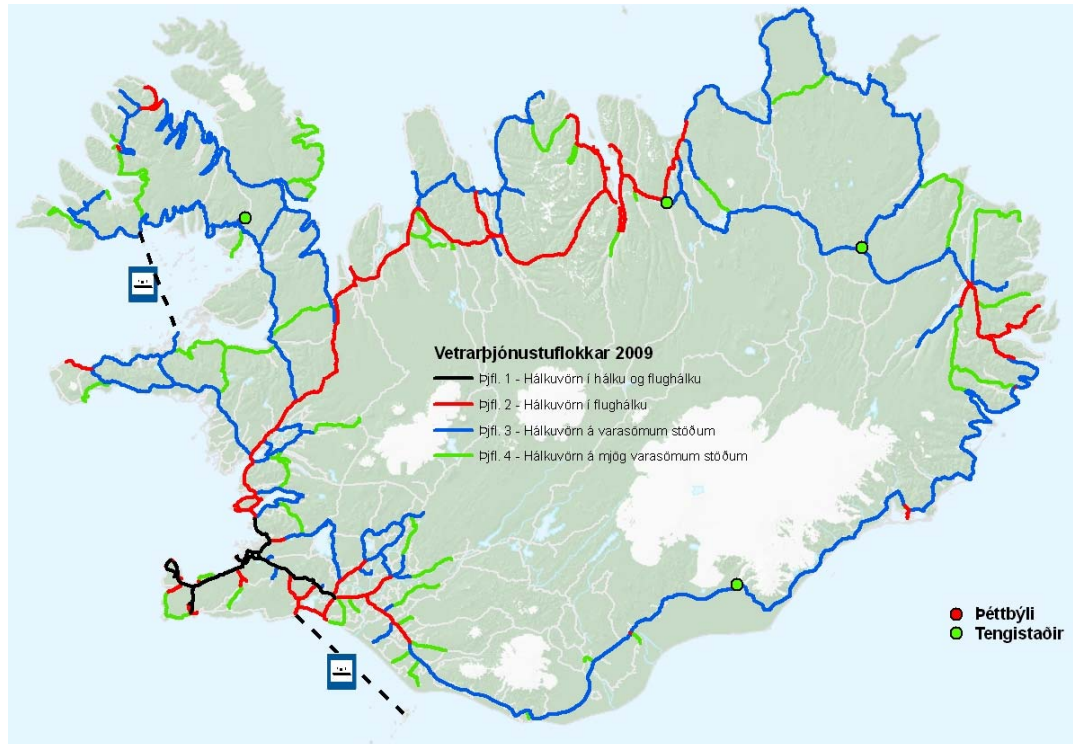 Vetrarþjónustuflokkar 2009
Þjfl. 1 - Hálkuvörn í hálku og flughálku
Þjfl. 2 - Hálkuvörn í flughálku
Þjfl. 3 - Hálkuvörn á varasömum stöðum
Þjfl. 4 - Hálkuvörn á mjög varasömum stöðum
Þéttbýli
Tengistaðir